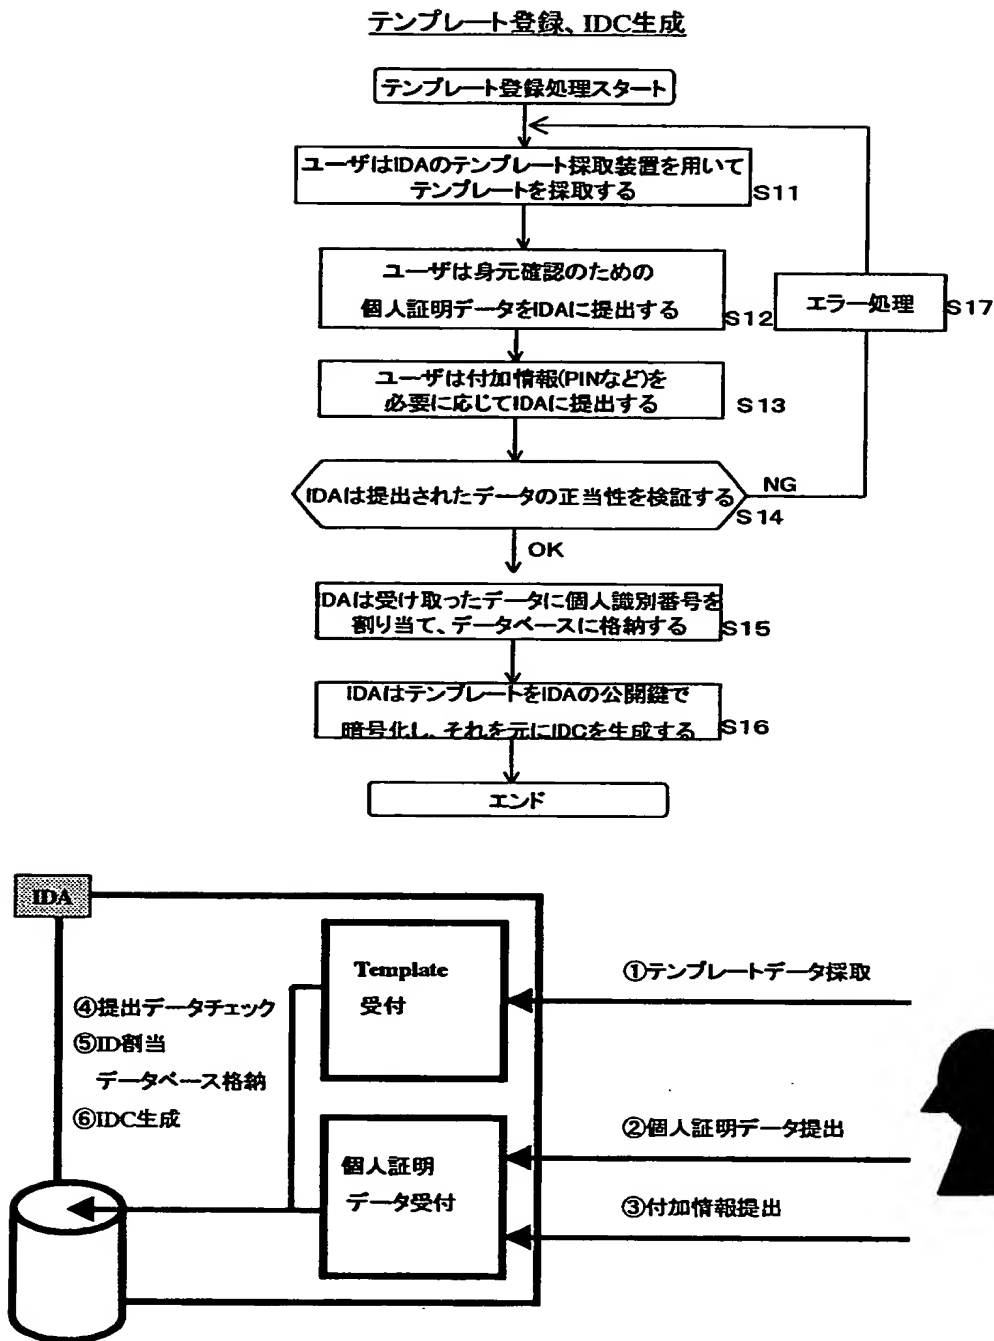 テンプレート登録、IDC生成
テンプレート登録処理スタート
ユーザはIDAのテンプレート採取装置を用いて
テンプレートを採取する
S11
ユーザは身元確認のための
個人証明データをIDAに提出する
S12
エラー処理
S17
ユーザは付加情報(PINなど)を
必要に応じてIDAに提出する
S13
IDAは提出されたデータの正当性を検証する
NG
S14
OK
IDAは受け取ったデータに個人識別番号を
割り当て、データベースに格納する
S15
IDAはテンプレートをIDAの公開鍵で
暗号化し、それを元にIDCを生成する
S16
エンド
IDA
Template
受付
①テンプレートデータ採取
④提出データチェック
⑤ID割当
データベース格納
⑥IDC生成
②個人証明データ提出
個人証明
データ受付
③付加情報提出